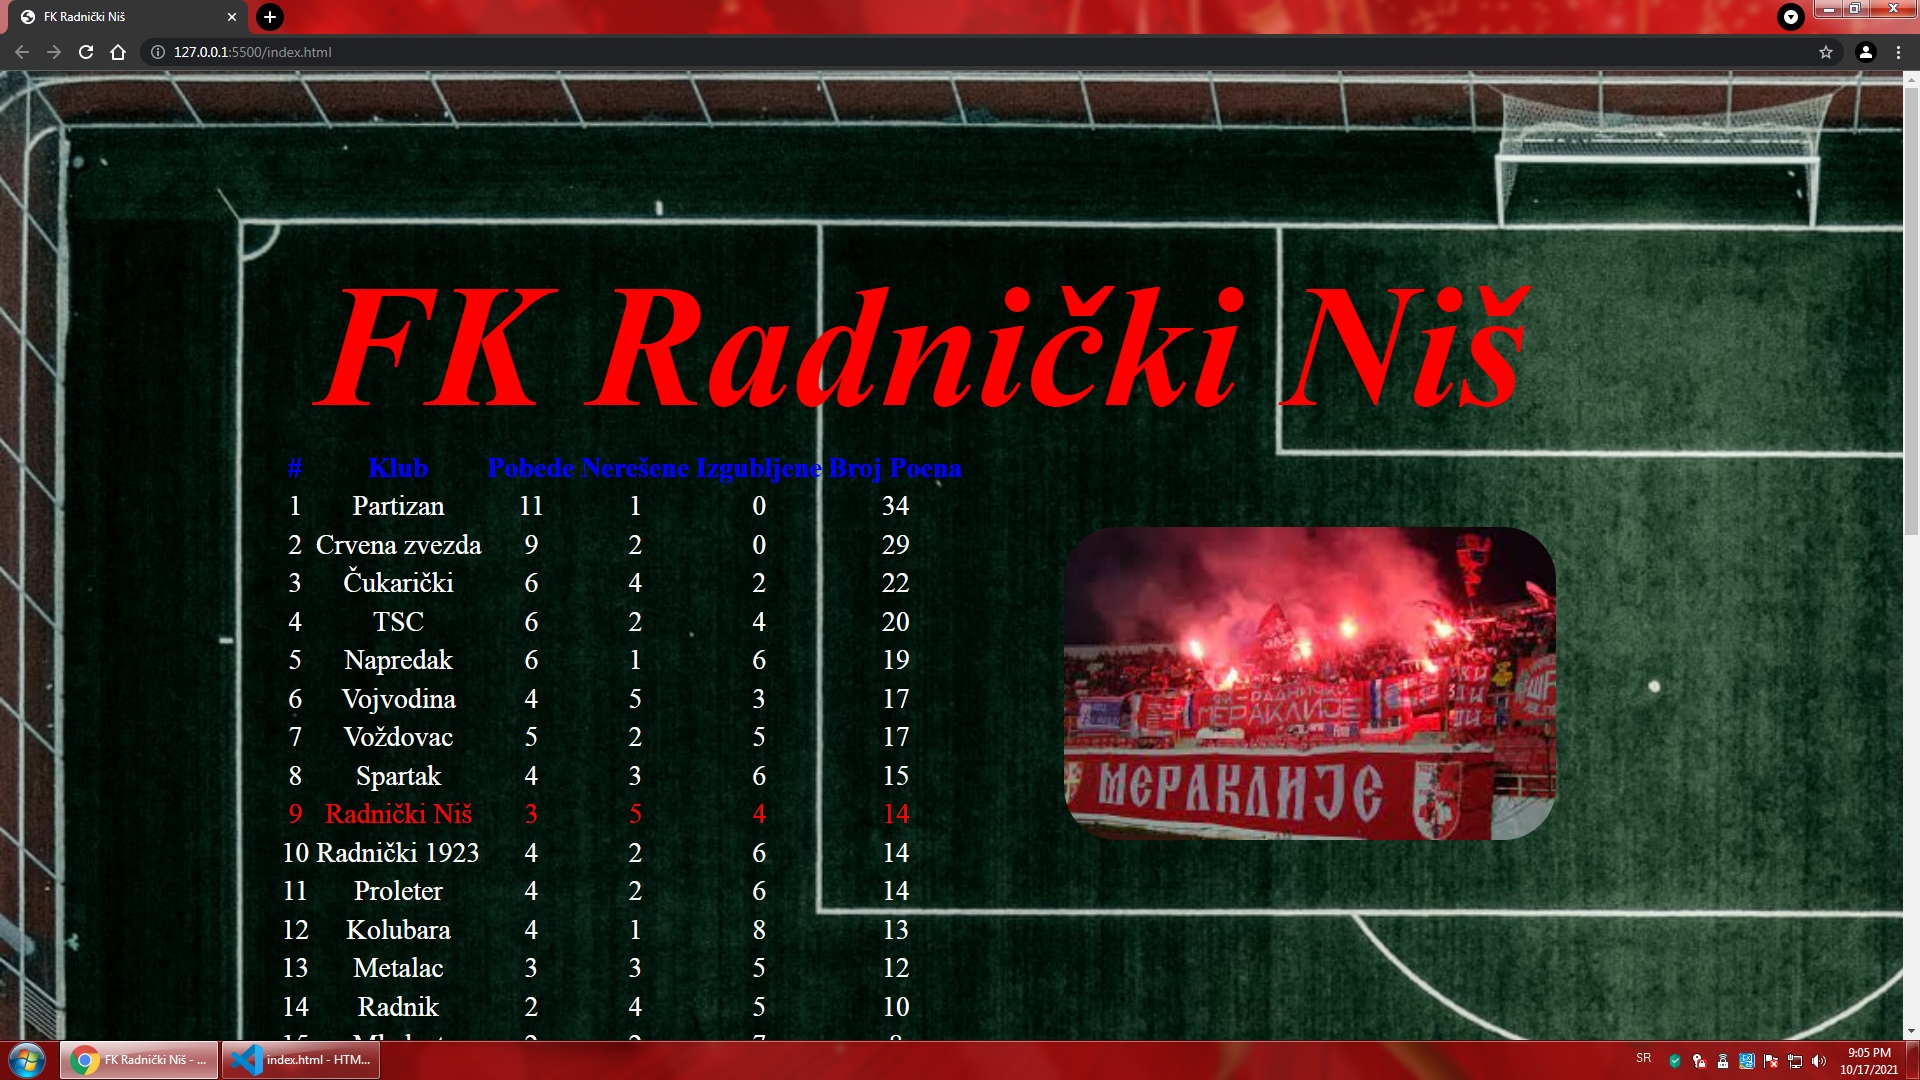 FK Radnički Niš
127.0.0.1:5500/index.html
FK Radnički Niš
# Klub Pobede Nerešene Izgubljene Broj Poena
1 Partizan 11 1 0 34
2 Crvena zvezda 9 2 0 29
3 Čukarički 6 4 2 22
4 TSC 6 2 4 20
5 Napredak 6 1 6 19
6 Vojvodina 4 5 3 17
7 Voždovac 5 2 5 17
8 Spartak 4 3 6 15
9 Radnički Niš 3 5 4 14
10 Radnički 1923 4 2 6 14
11 Proleter 4 2 6 14
12 Kolubara 4 1 8 13
13 Metalac 3 3 5 12
14 Radnik 2 4 5 10
РАДНИЧКИ
МЕРАКЛИЈЕ
МЕРАКЛИЈЕ
FK Radnički Niš - ...
index.html - HTM...
SR
9:05 PM
10/17/2021